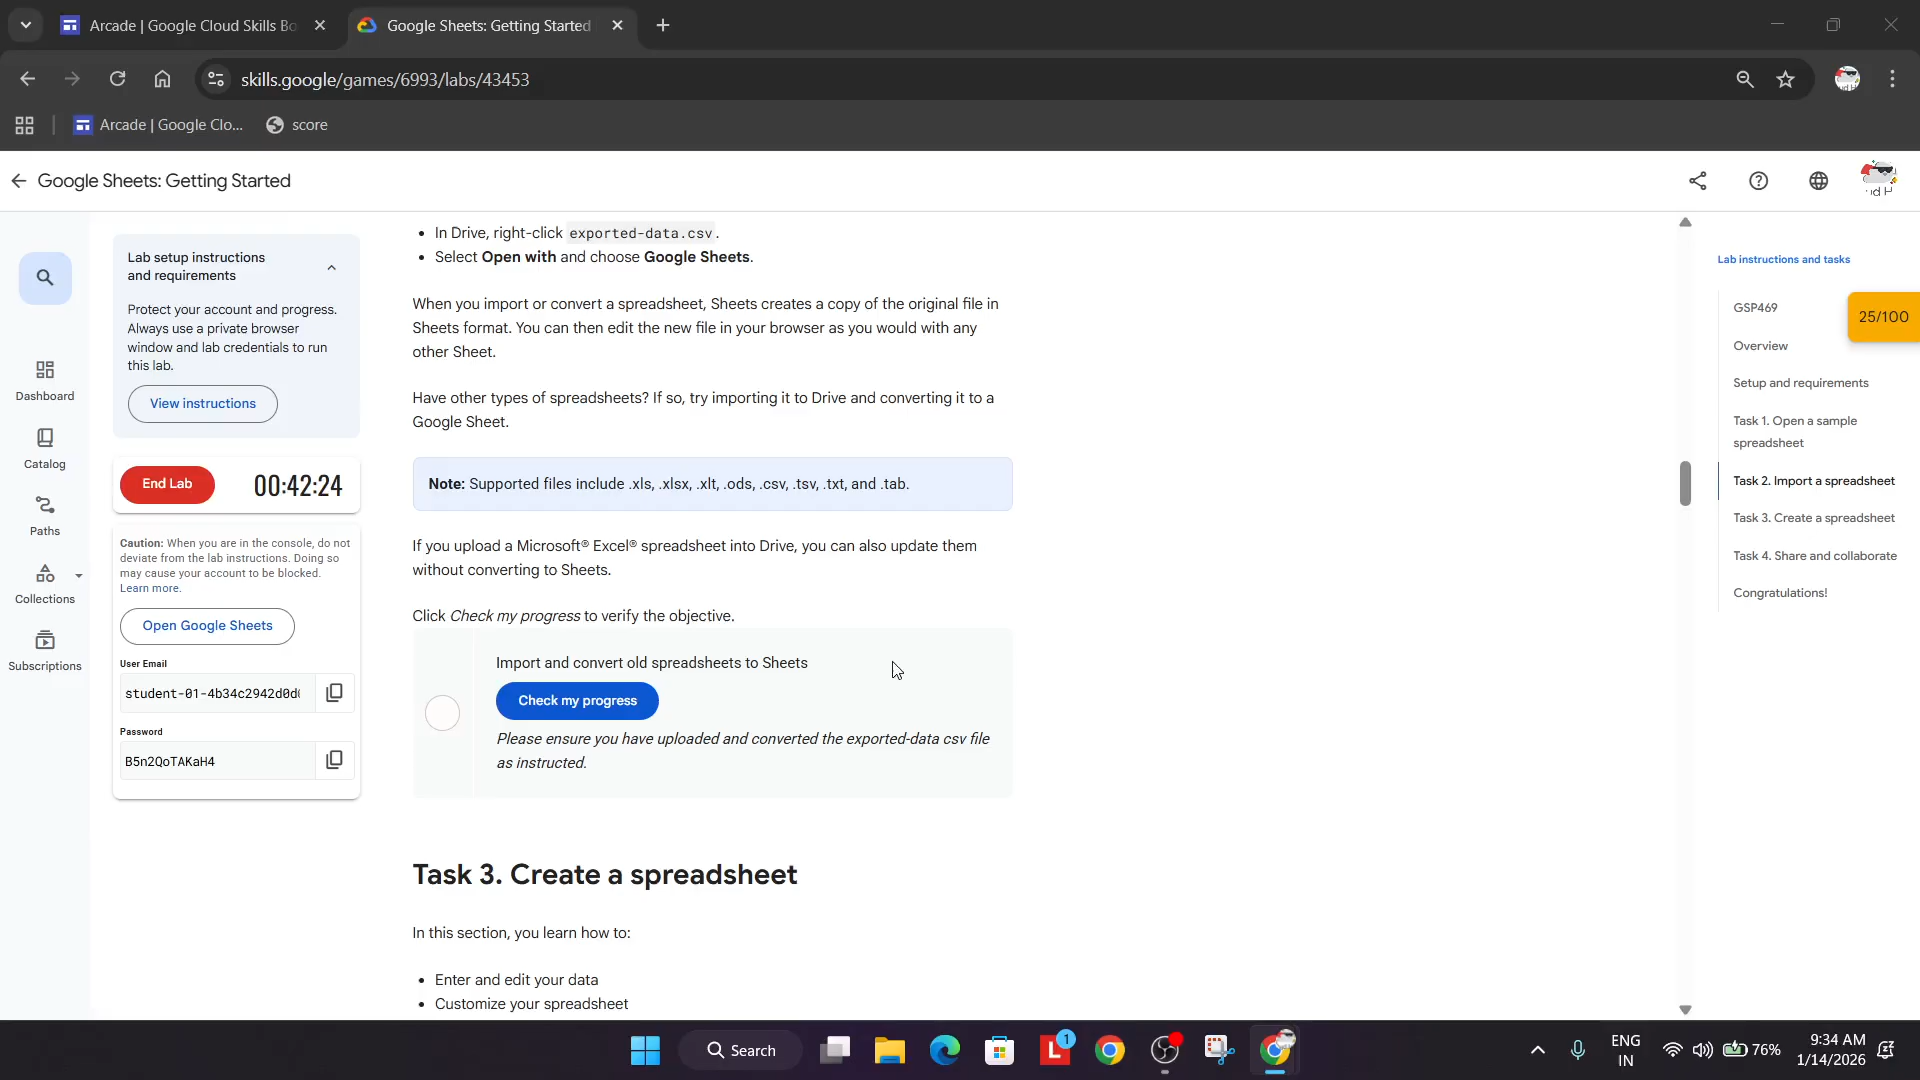 Arcade | Google Cloud Skills Bo
Google Sheets: Getting Started
skills.google/games/6993/labs/43453
Arcade | Google Clo...
score
Google Sheets: Getting Started
Dashboard
Catalog
Paths
Collections
Subscriptions
Lab setup instructions
and requirements
Protect your account and progress.
Always use a private browser
window and lab credentials to run
this lab.
View instructions
End Lab
00:42:24
Caution: When you are in the console, do not
deviate from the lab instructions. Doing so
may cause your account to be blocked.
Learn more.
Open Google Sheets
User Email
student-01-4b34c2942d0d
Password
B5n2QoTAKaH4
• In Drive, right-click exported-data.csv.
• Select Open with and choose Google Sheets.
When you import or convert a spreadsheet, Sheets creates a copy of the original file in
Sheets format. You can then edit the new file in your browser as you would with any
other Sheet.
Have other types of spreadsheets? If so, try importing it to Drive and converting it to a
Google Sheet.
Note: Supported files include .xls, .xlsx, .xlt, .ods, .csv, .tsv, .txt, and .tab.
If you upload a Microsoft® Excel® spreadsheet into Drive, you can also update them
without converting to Sheets.
Click Check my progress to verify the objective.
Import and convert old spreadsheets to Sheets
Check my progress
Please ensure you have uploaded and converted the exported-data csv file
as instructed.
Task 3. Create a spreadsheet
In this section, you learn how to:
• Enter and edit your data
• Customize your spreadsheet
Lab instructions and tasks
GSP469
25/100
Overview
Setup and requirements
Task 1. Open a sample
spreadsheet
Task 2. Import a spreadsheet
Task 3. Create a spreadsheet
Task 4. Share and collaborate
Congratulations!
Search
1
ENG
IN
76%
9:34 AM
1/14/2026